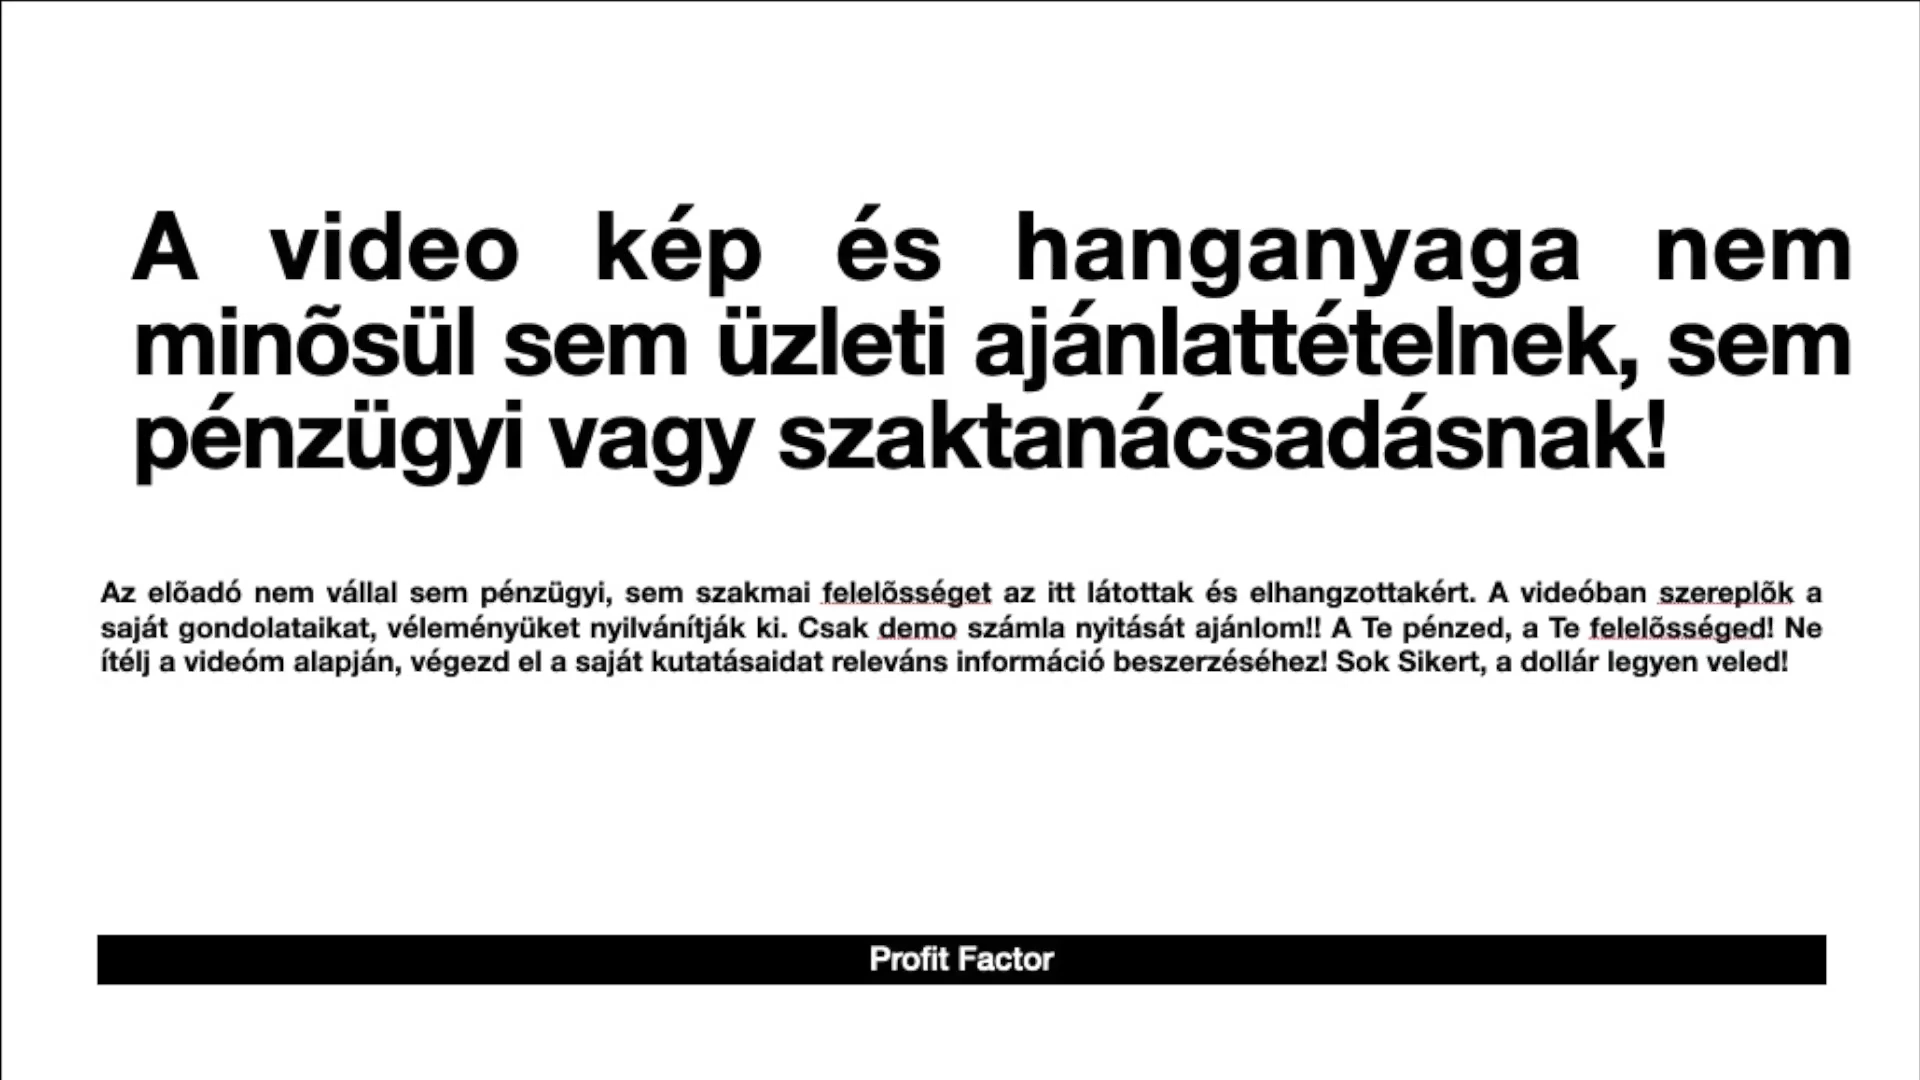 A video kép és hanganyaga nem
minõsül sem üzleti ajánlattételnek, sem
pénzügyi vagy szaktanácsadásnak!
Az elõadó nem vállal sem pénzügyi, sem szakmai felelõsséget az itt látottak és elhangzottakért. A videóban szereplõk a
saját gondolataikat, véleményüket nyilvánítják ki. Csak demo számla nyitását ajánlom!! A Te pénzed, a Te felelõsséged! Ne
ítélj a videóm alapján, végezd el a saját kutatásaidat releváns információ beszerzéséhez! Sok Sikert, a dollár legyen veled!
Profit Factor